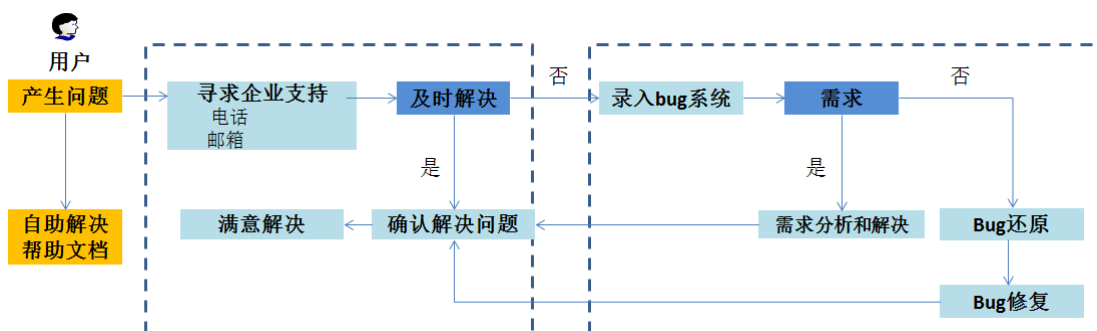 用户
产生问题
寻求企业支持
电话
邮箱
及时解决
否
录入bug系统
需求
否
是
是
自助解决
帮助文档
满意解决
确认解决问题
需求分析和解决
Bug还原
Bug修复